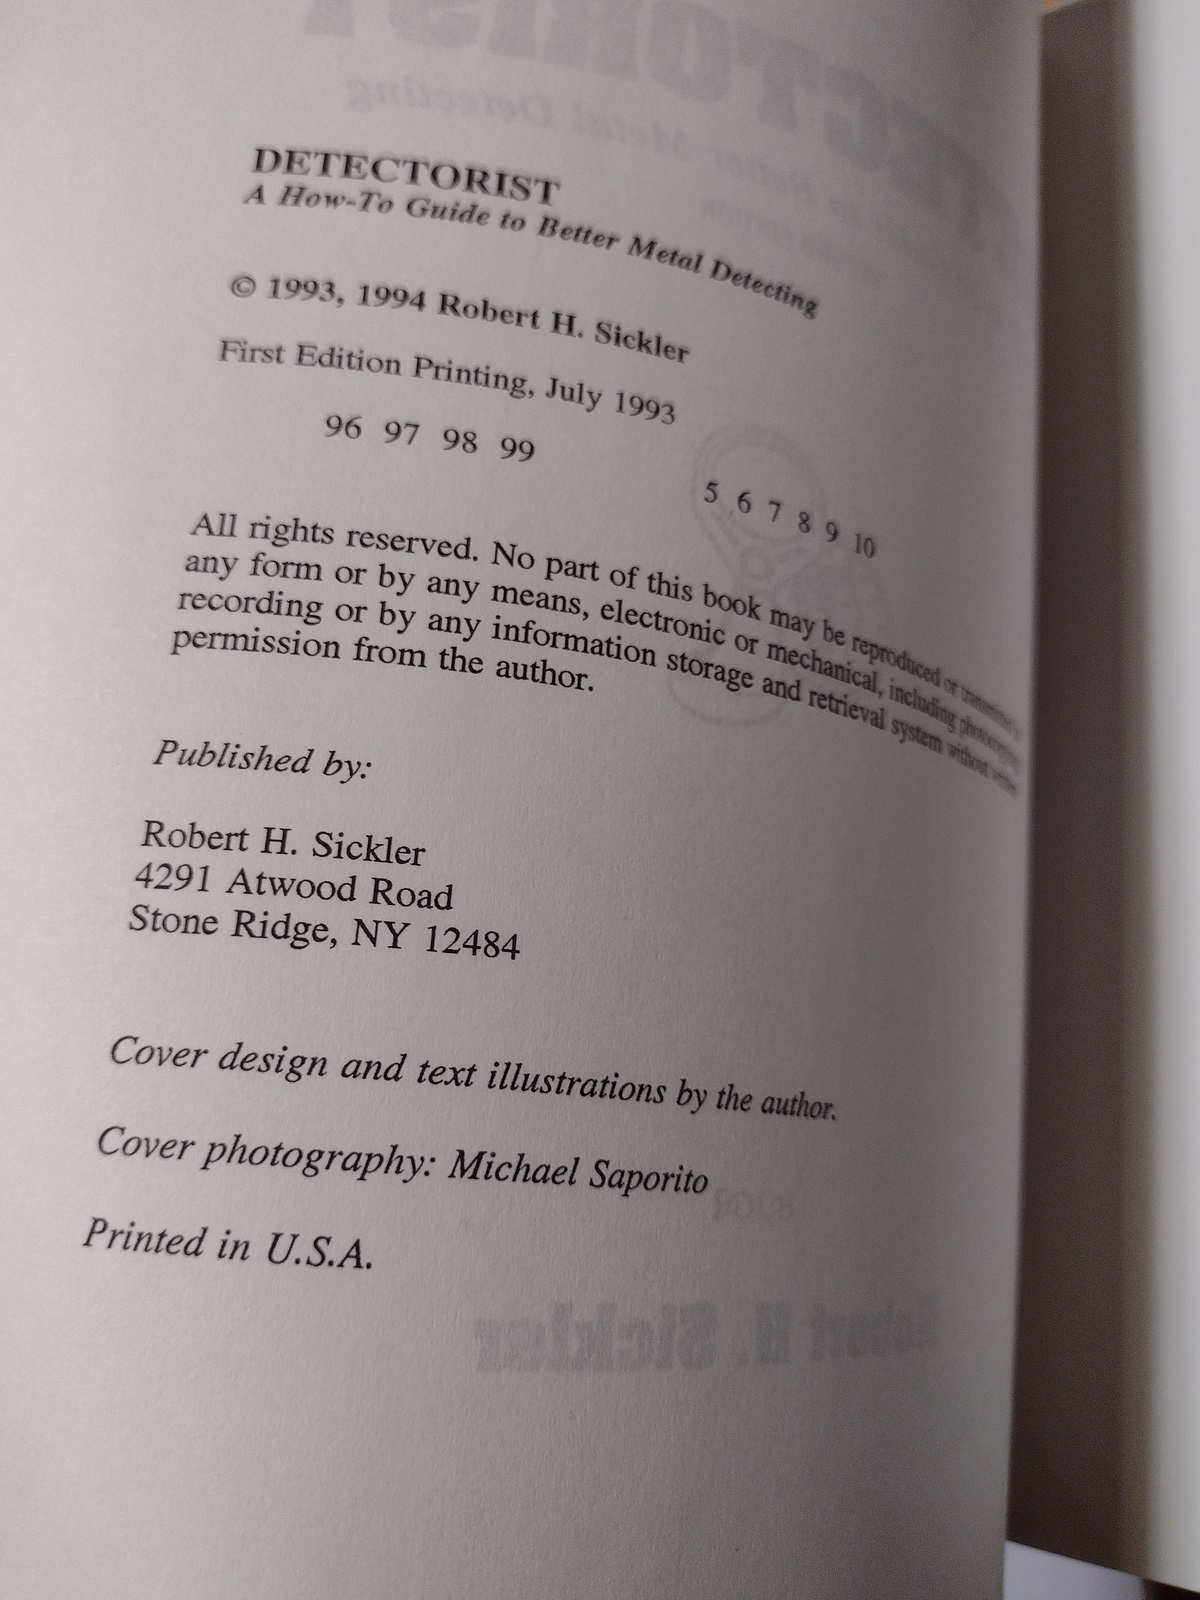 DETECTORIST
A How-To Guide to Better Metal Detecting
© 1993, 1994 Robert H. Sickler
First Edition Printing, July 1993
96 97 98 99
5 6 7 8 9 10
All rights reserved. No part of this book may be reproduced or transmitted in
any form or by any means, electronic or mechanical, including photocopying,
recording or by any information storage and retrieval system without written
permission from the author.
Published by:
Robert H. Sickler
4291 Atwood Road
Stone Ridge, NY 12484
Cover design and text illustrations by the author.
Cover photography: Michael Saporito
Printed in U.S.A.